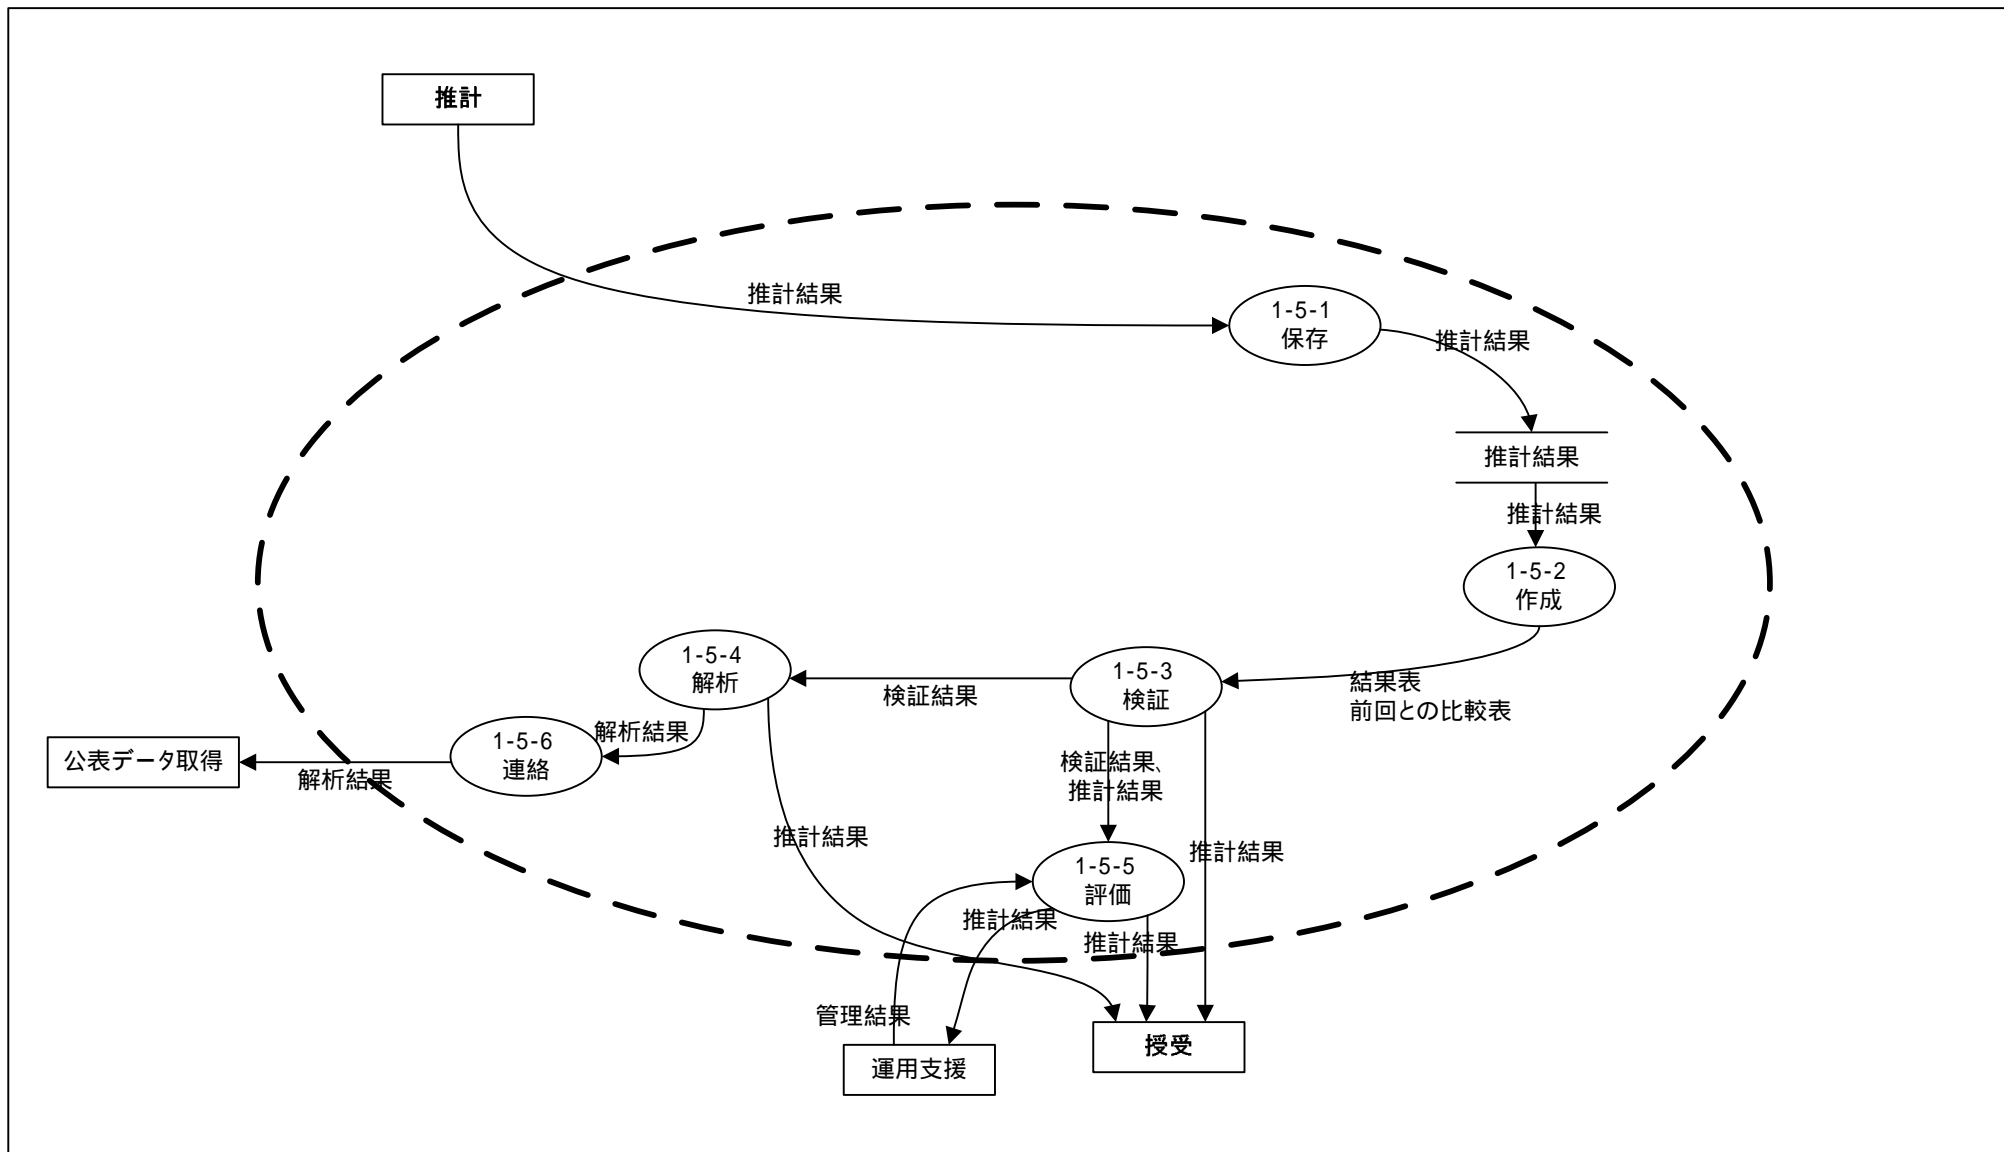 推計
推計結果
1-5-1
保存
推計結果
推計結果
推計結果
1-5-2
作成
1-5-4
解析
1-5-3
検証
検証結果
結果表
前回との比較表
解析結果
1-5-6
連絡
公表データ取得
解析結果
検証結果、
推計結果
推計結果
推計結果
1-5-5
評価
推計結果
推計結果
管理結果
授受
運用支援